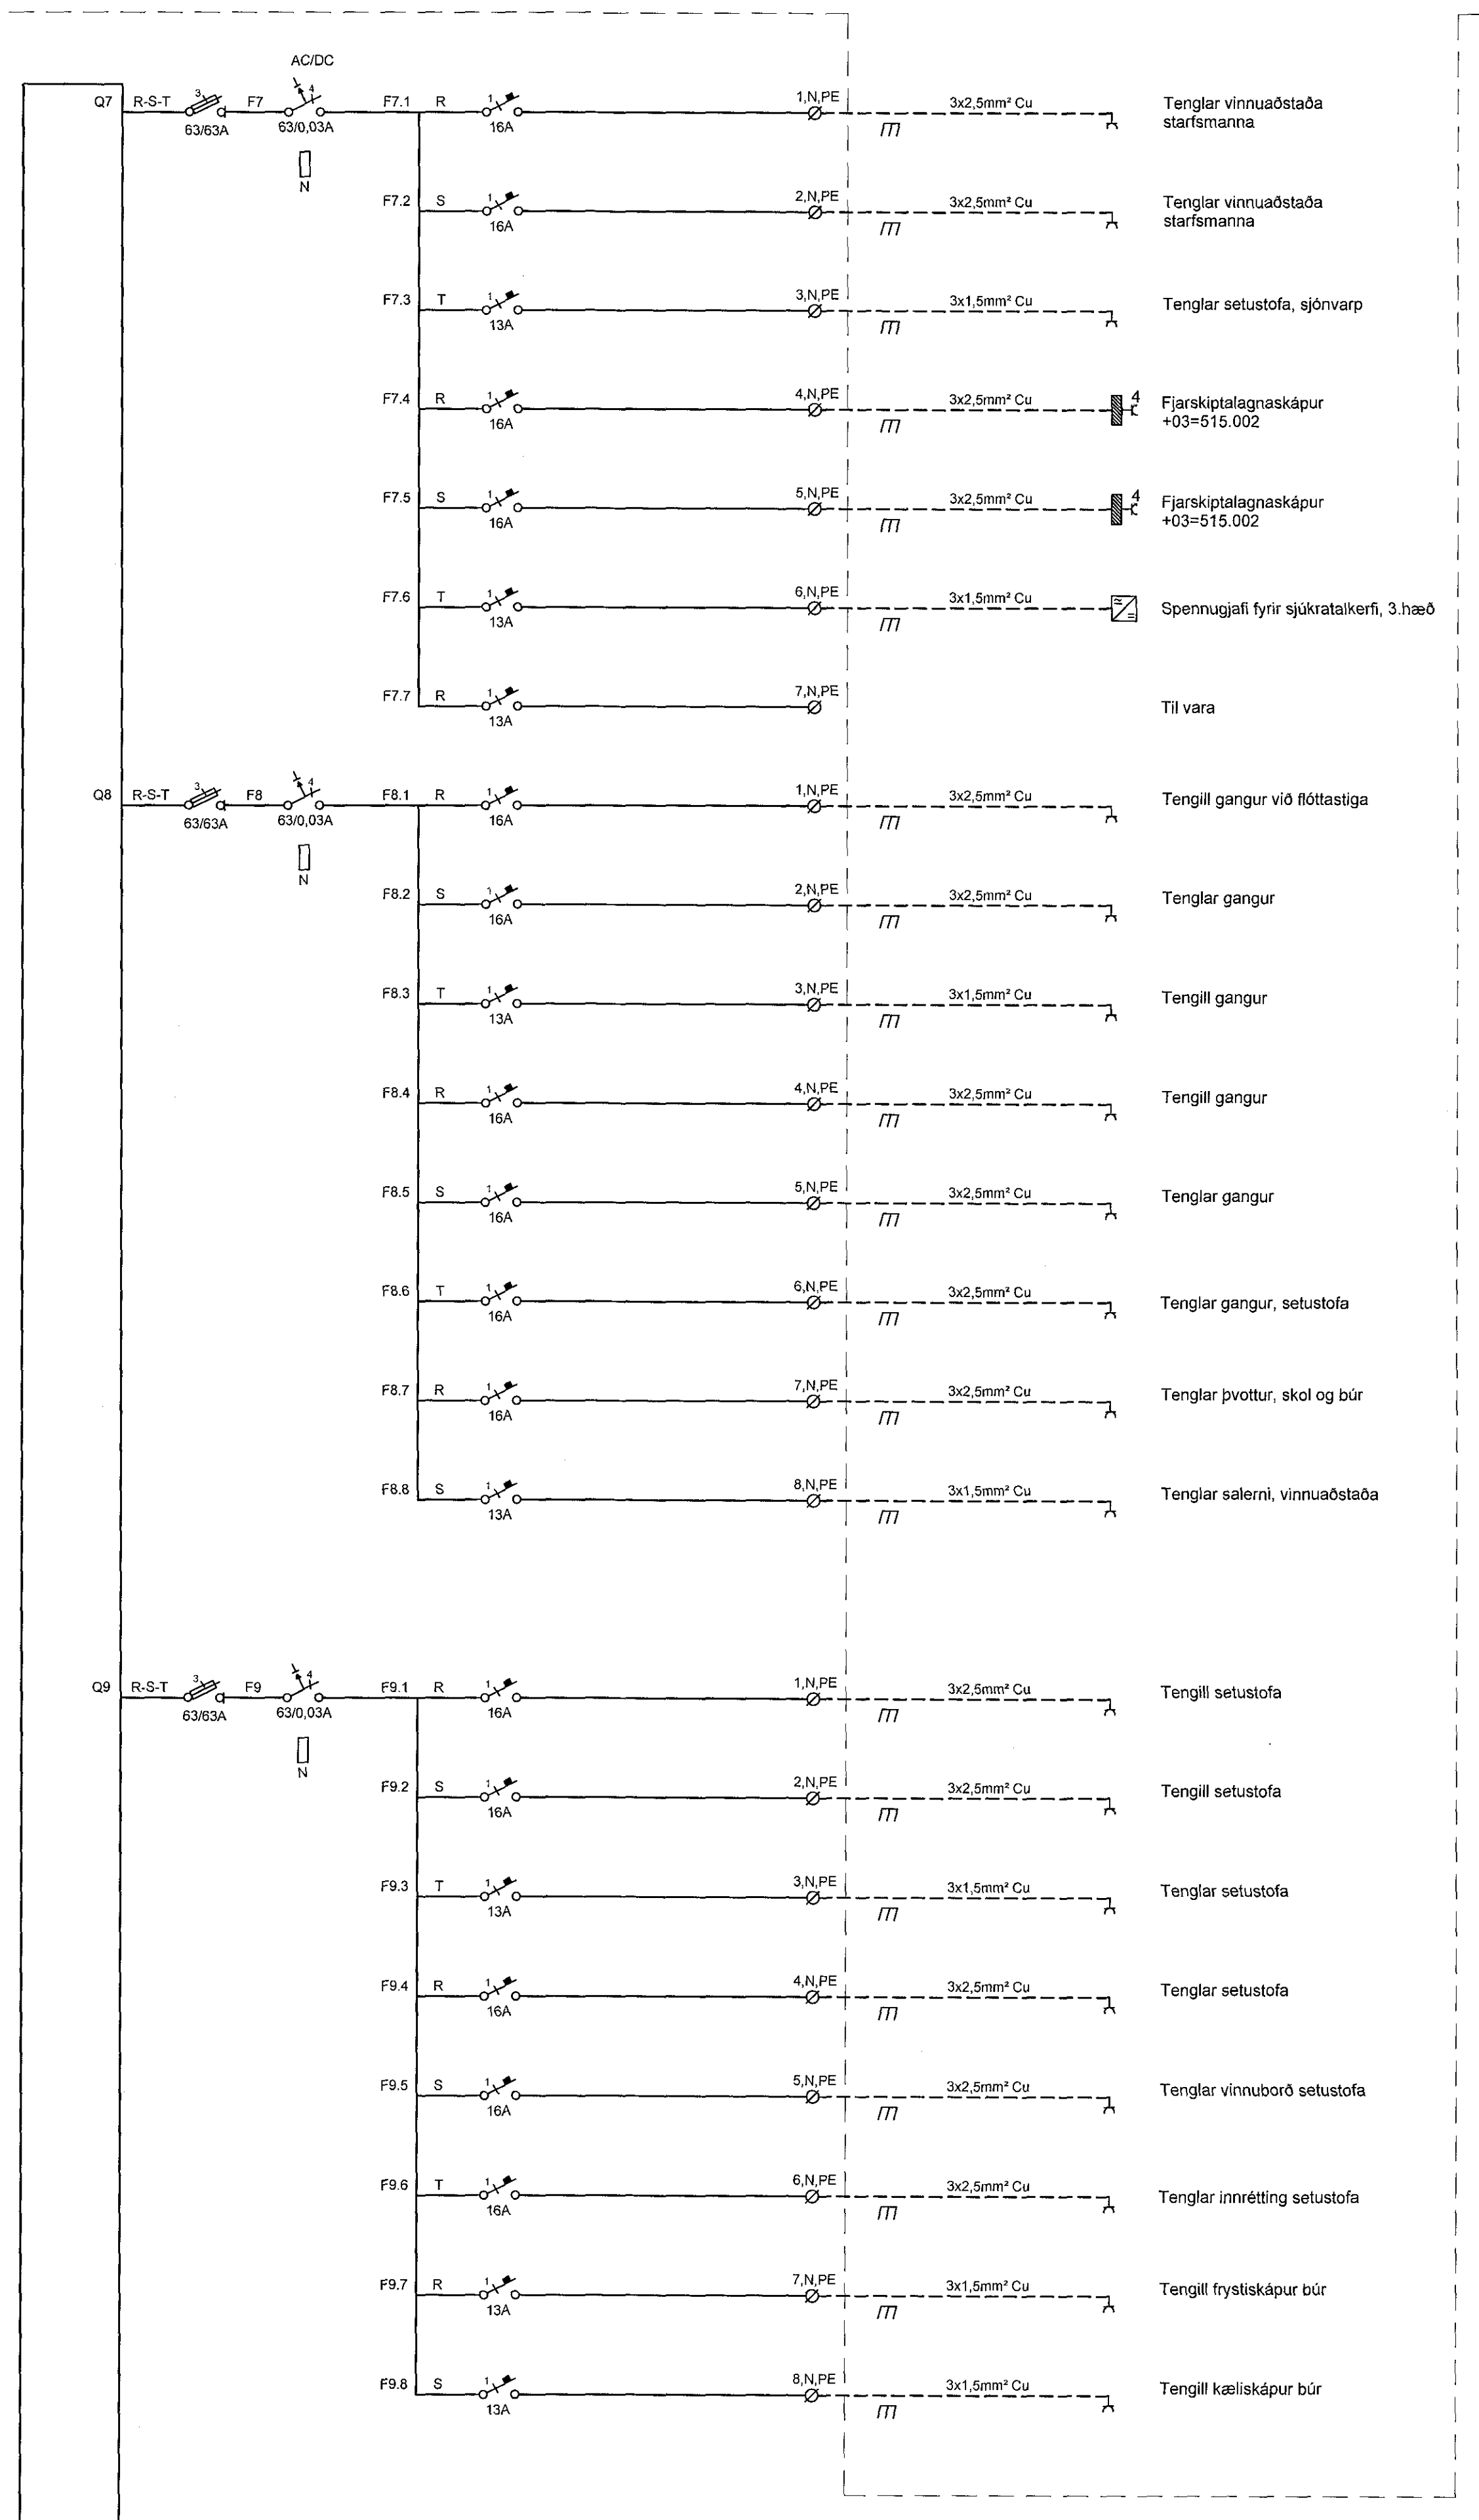 AC/DC
Q7 R-S-T 3 F7 4 F7.1 R 1 1,N,PE 3x2,5mm² Cu Tenglar vinnuaðstaða
starfsmanna
63/63A 63/0,03A 16A
N
F7.2 S 1 2,N,PE 3x2,5mm² Cu Tenglar vinnuaðstaða
starfsmanna
16A
F7.3 T 1 3,N,PE 3x1,5mm² Cu Tenglar setustofa, sjónvarp
13A
F7.4 R 1 4,N,PE 3x2,5mm² Cu 4 Fjarskiptalagnaskápur
+03=515.002
16A
F7.5 S 1 5,N,PE 3x2,5mm² Cu 4 Fjarskiptalagnaskápur
+03=515.002
16A
F7.6 T 1 6,N,PE 3x1,5mm² Cu Spennugjafi fyrir sjúkratalkerfi, 3.hæð
13A
F7.7 R 1 7,N,PE Til vara
13A
Q8 R-S-T 3 F8 4 F8.1 R 1 1,N,PE 3x2,5mm² Cu Tengill gangur við flóttastiga
63/63A 63/0,03A 16A
N
F8.2 S 1 2,N,PE 3x2,5mm² Cu Tenglar gangur
16A
F8.3 T 1 3,N,PE 3x1,5mm² Cu Tengill gangur
13A
F8.4 R 1 4,N,PE 3x2,5mm² Cu Tengill gangur
16A
F8.5 S 1 5,N,PE 3x2,5mm² Cu Tenglar gangur
16A
F8.6 T 1 6,N,PE 3x2,5mm² Cu Tenglar gangur, setustofa
16A
F8.7 R 1 7,N,PE 3x2,5mm² Cu Tenglar þvottur, skol og búr
16A
F8.8 S 1 8,N,PE 3x1,5mm² Cu Tenglar salerni, vinnuaðstaða
13A
Q9 R-S-T 3 F9 4 F9.1 R 1 1,N,PE 3x2,5mm² Cu Tengill setustofa
63/63A 63/0,03A 16A
N
F9.2 S 1 2,N,PE 3x2,5mm² Cu Tengill setustofa
16A
F9.3 T 1 3,N,PE 3x1,5mm² Cu Tenglar setustofa
13A
F9.4 R 1 4,N,PE 3x2,5mm² Cu Tenglar setustofa
16A
F9.5 S 1 5,N,PE 3x2,5mm² Cu Tenglar vinnuborð setustofa
16A
F9.6 T 1 6,N,PE 3x2,5mm² Cu Tenglar innrétting setustofa
16A
F9.7 R 1 7,N,PE 3x1,5mm² Cu Tengill frystiskápur búr
13A
F9.8 S 1 8,N,PE 3x1,5mm² Cu Tengill kæliskápur búr
13A